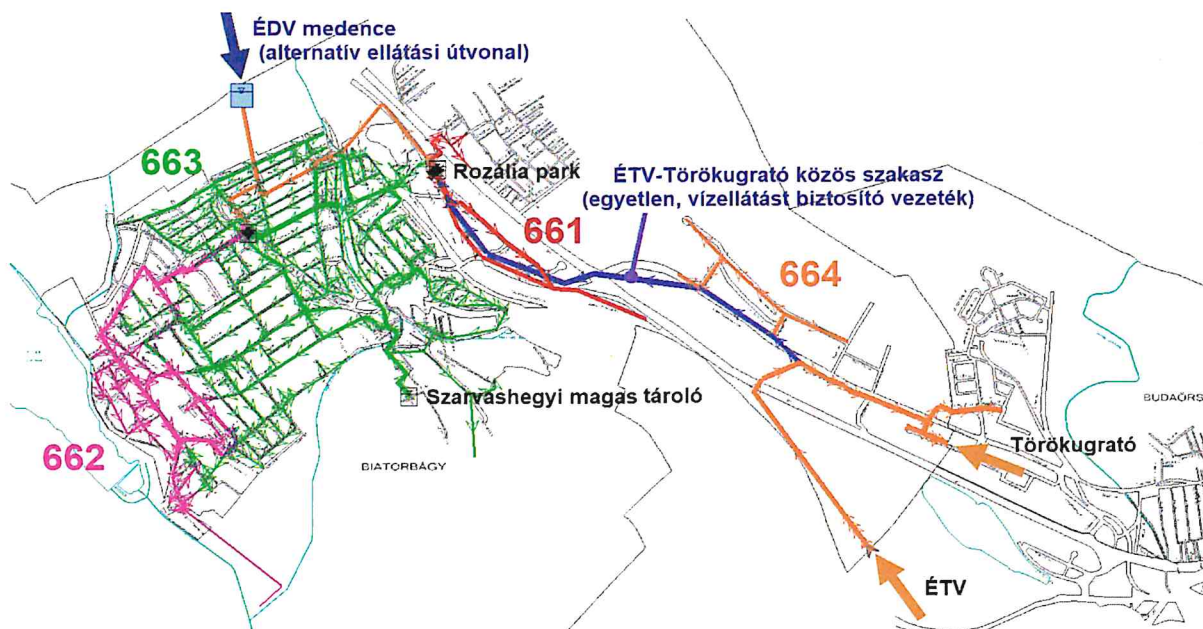 ÉDV medence
(alternatív ellátási útvonal)
663
Rozália park
ÉTV-Törökugrató közös szakasz
(egyetlen, vízellátást biztosító vezeték)
661
664
Szarváshegyi magas tároló
BUDAÖRS
662
BIATORBÁGY
Törökugrató
ÉTV